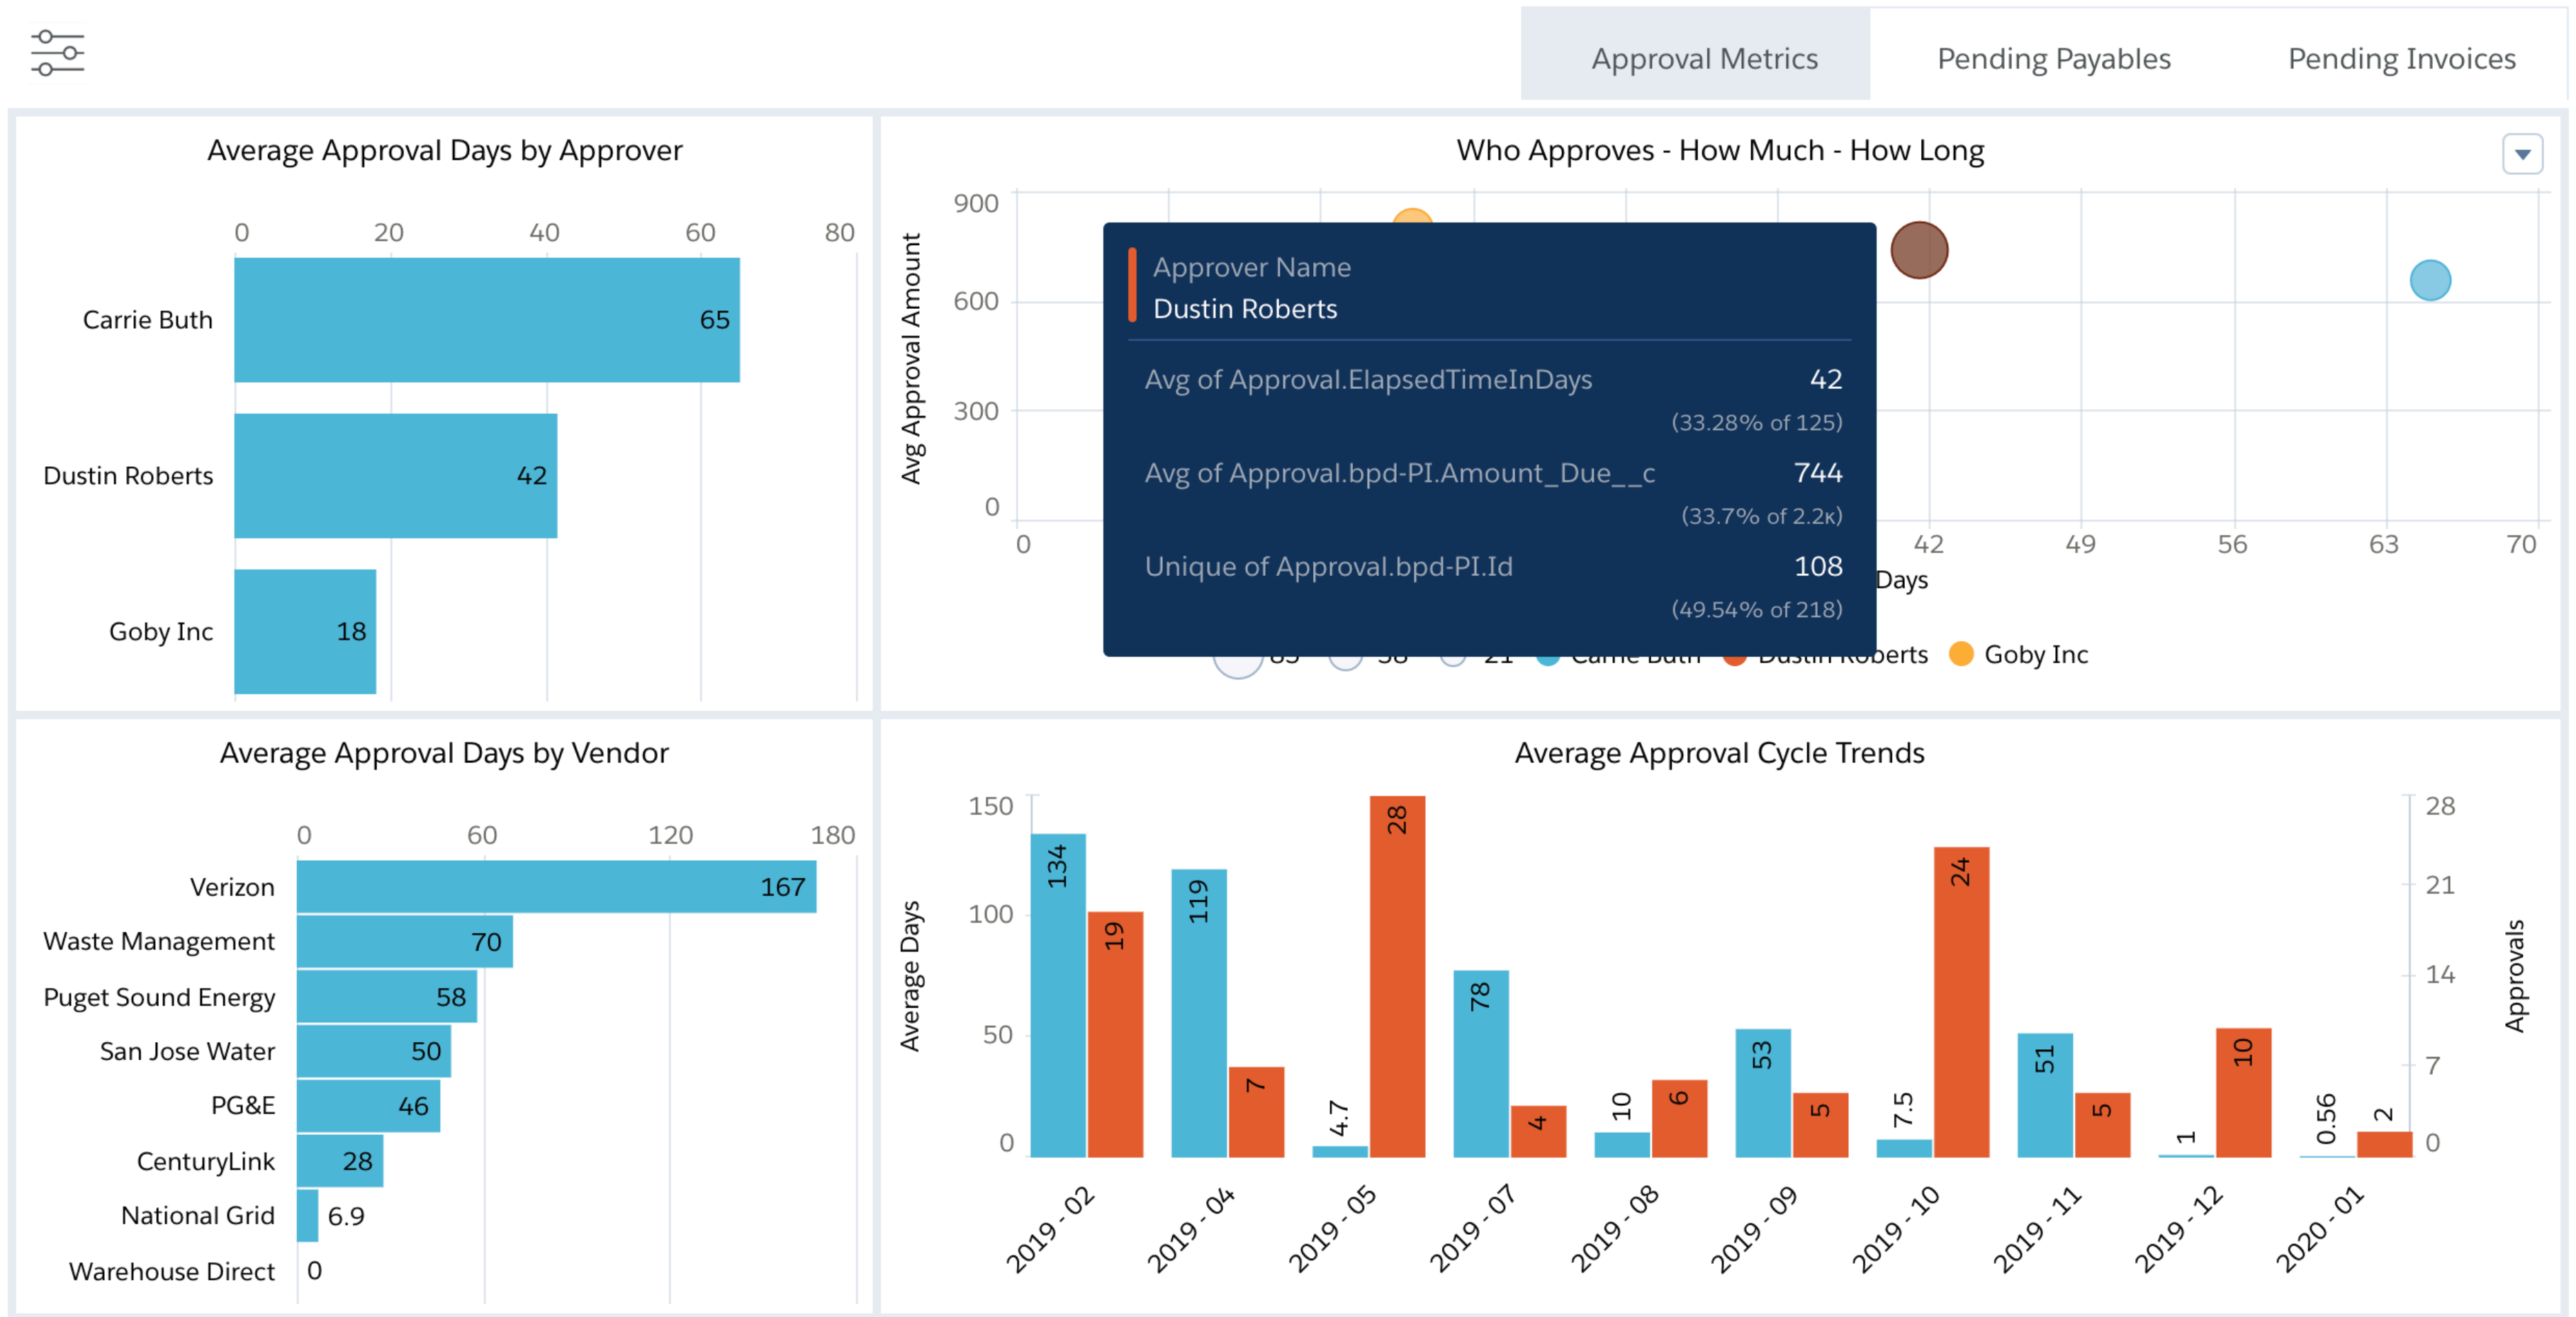 Approval Metrics
Pending Payables
Pending Invoices
Average Approval Days by Approver
0 20 40 60 80
Carrie Buth 65
Dustin Roberts 42
Goby Inc 18
Who Approves - How Much - How Long
Avg Approval Amount
900
600
300
0
0 42 49 56 63 70
Days
Approver Name
Dustin Roberts
Avg of Approval.ElapsedTimeInDays 42
(33.28% of 125)
Avg of Approval.bpd-PI.Amount_Due__c 744
(33.7% of 2.2K)
Unique of Approval.bpd-PI.Id 108
(49.54% of 218)
Carrie Buth Dustin Roberts Goby Inc
Average Approval Days by Vendor
0 60 120 180
Verizon 167
Waste Management 70
Puget Sound Energy 58
San Jose Water 50
PG&E 46
CenturyLink 28
National Grid 6.9
Warehouse Direct 0
Average Approval Cycle Trends
Average Days
150
100
50
0
134 19 119 7 4.7 28 78 4 10 6 53 5 7.5 24 51 5 1 10 0.56 2
28
21
14
7
0
Approvals
2019 - 02
2019 - 04
2019 - 05
2019 - 07
2019 - 08
2019 - 09
2019 - 10
2019 - 11
2019 - 12
2020 - 01